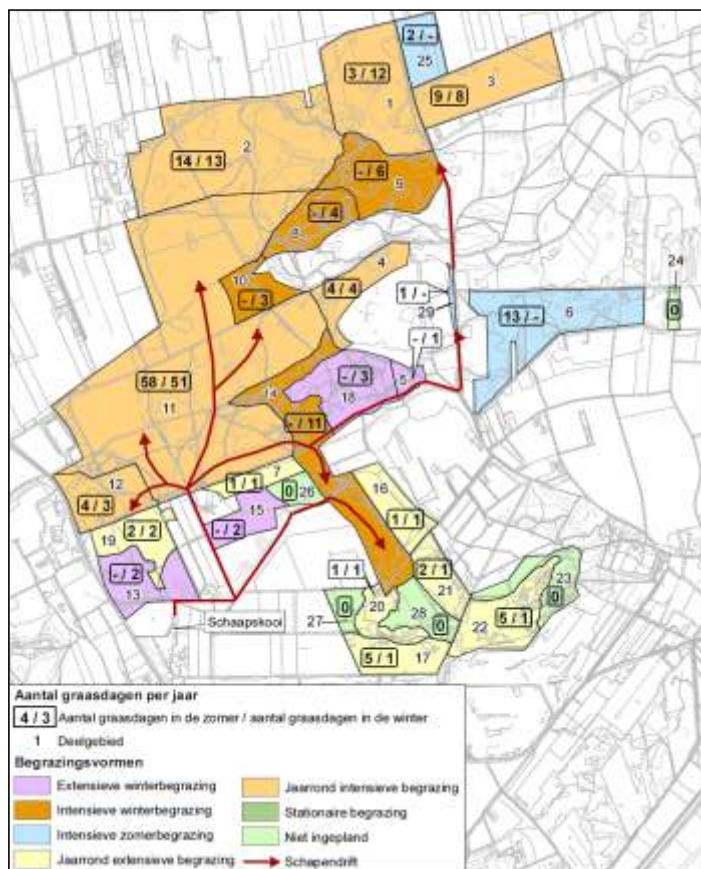 2 / -
25
3 / 12
3
1
9 / 8
2
14 / 13
- / 6
9
- / 4
8
24
4
10
4 / 4
- / 3
1 / -
0
29
13 / -
6
- / 1
58 / 51
- / 3
5
11
14
18
- / 11
12
7
16
1 / 1
0
26
4 / 3
15
1 / 1
19
2 / 2
- / 2
- / 2
1 / 1
2 / 1
23
13
21
0
20
0
5 / 1
Schaapskooi
28
0
22
27
5 / 1
17
Aantal graasdagen per jaar
4 / 3 Aantal graasdagen in de zomer / aantal graasdagen in de winter
1 Deelgebied
Begrazingsvormen
Extensieve winterbegrazing
Jaarrond intensieve begrazing
Intensieve winterbegrazing
Stationaire begrazing
Intensieve zomerbegrazing
Niet ingepland
Jaarrond extensieve begrazing
Schapendrift